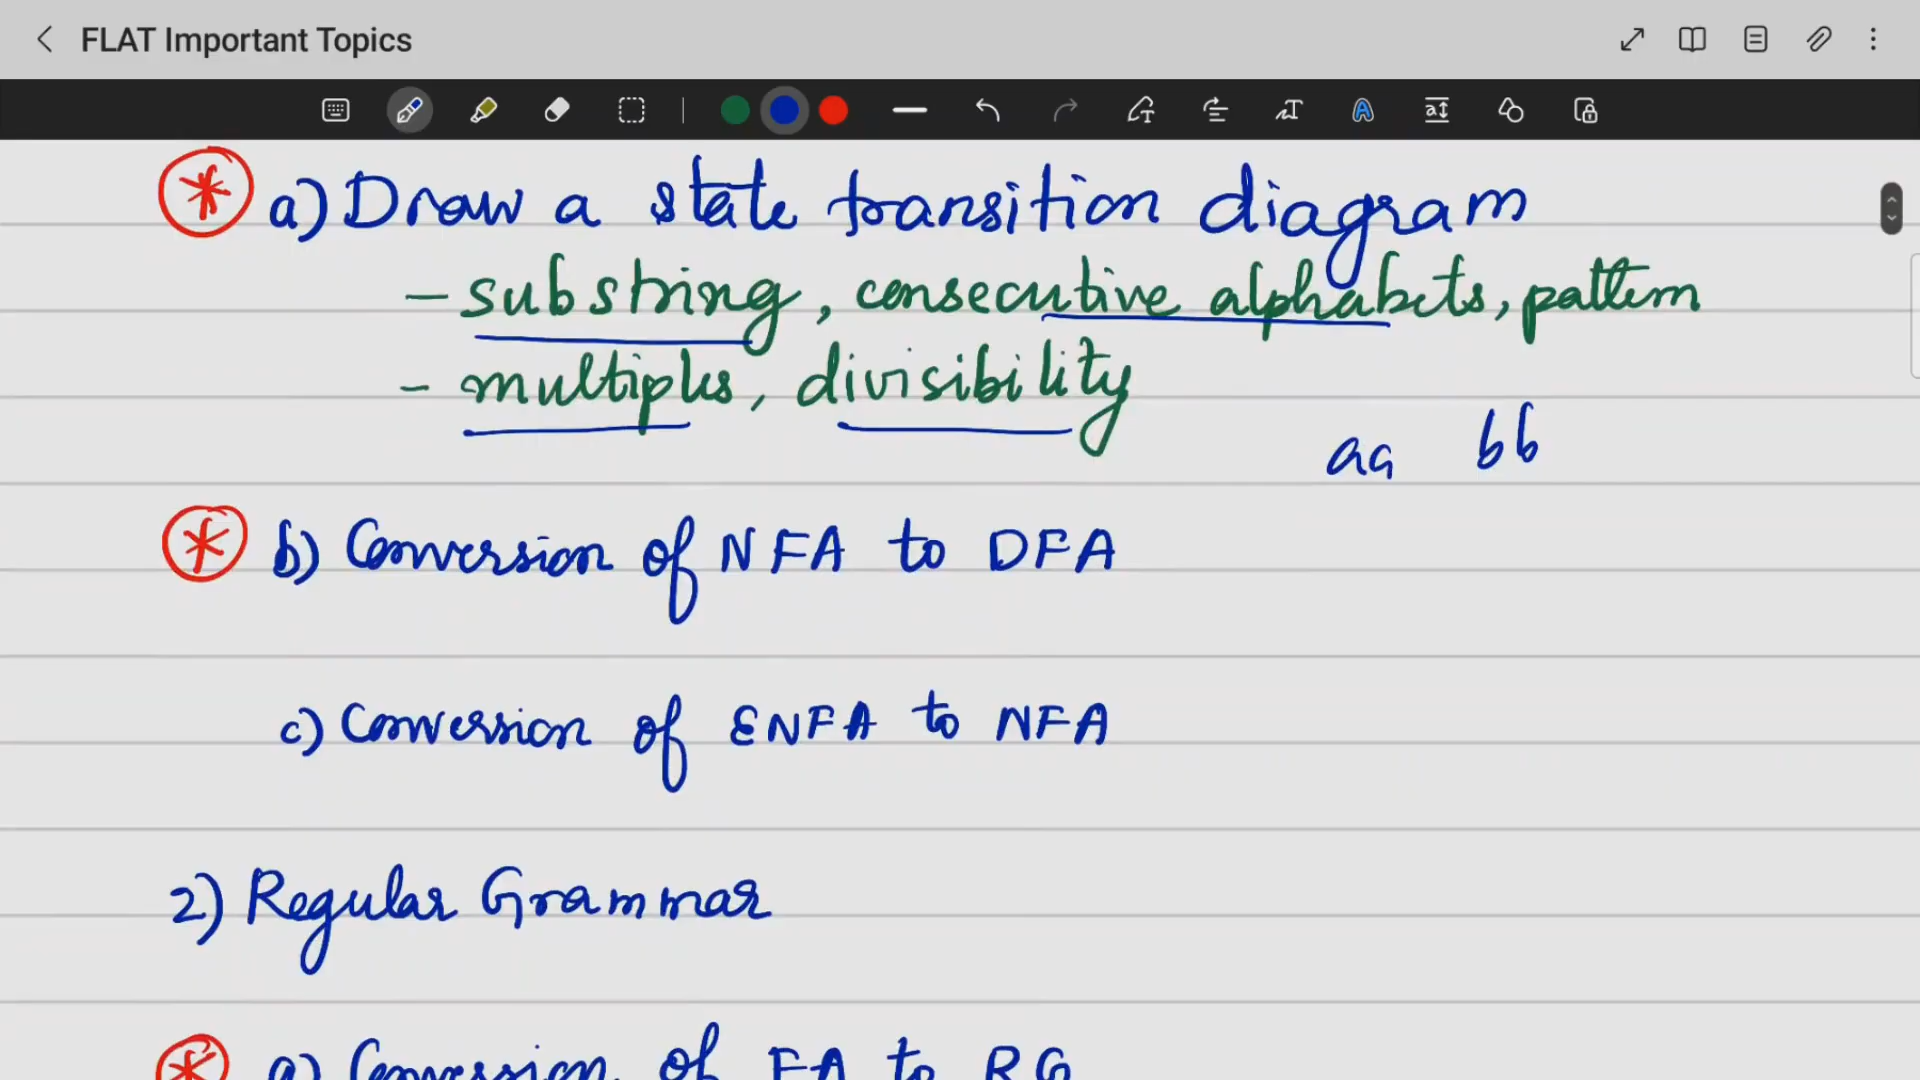 FLAT Important Topics
a) Draw a state transition diagram
- substring, consecutive alphabets, pattern
- multiples, divisibility
aa bb
b) Conversion of NFA to DFA
c) Conversion of ENFA to NFA
2) Regular Grammar
a) Conversion of FA to RG